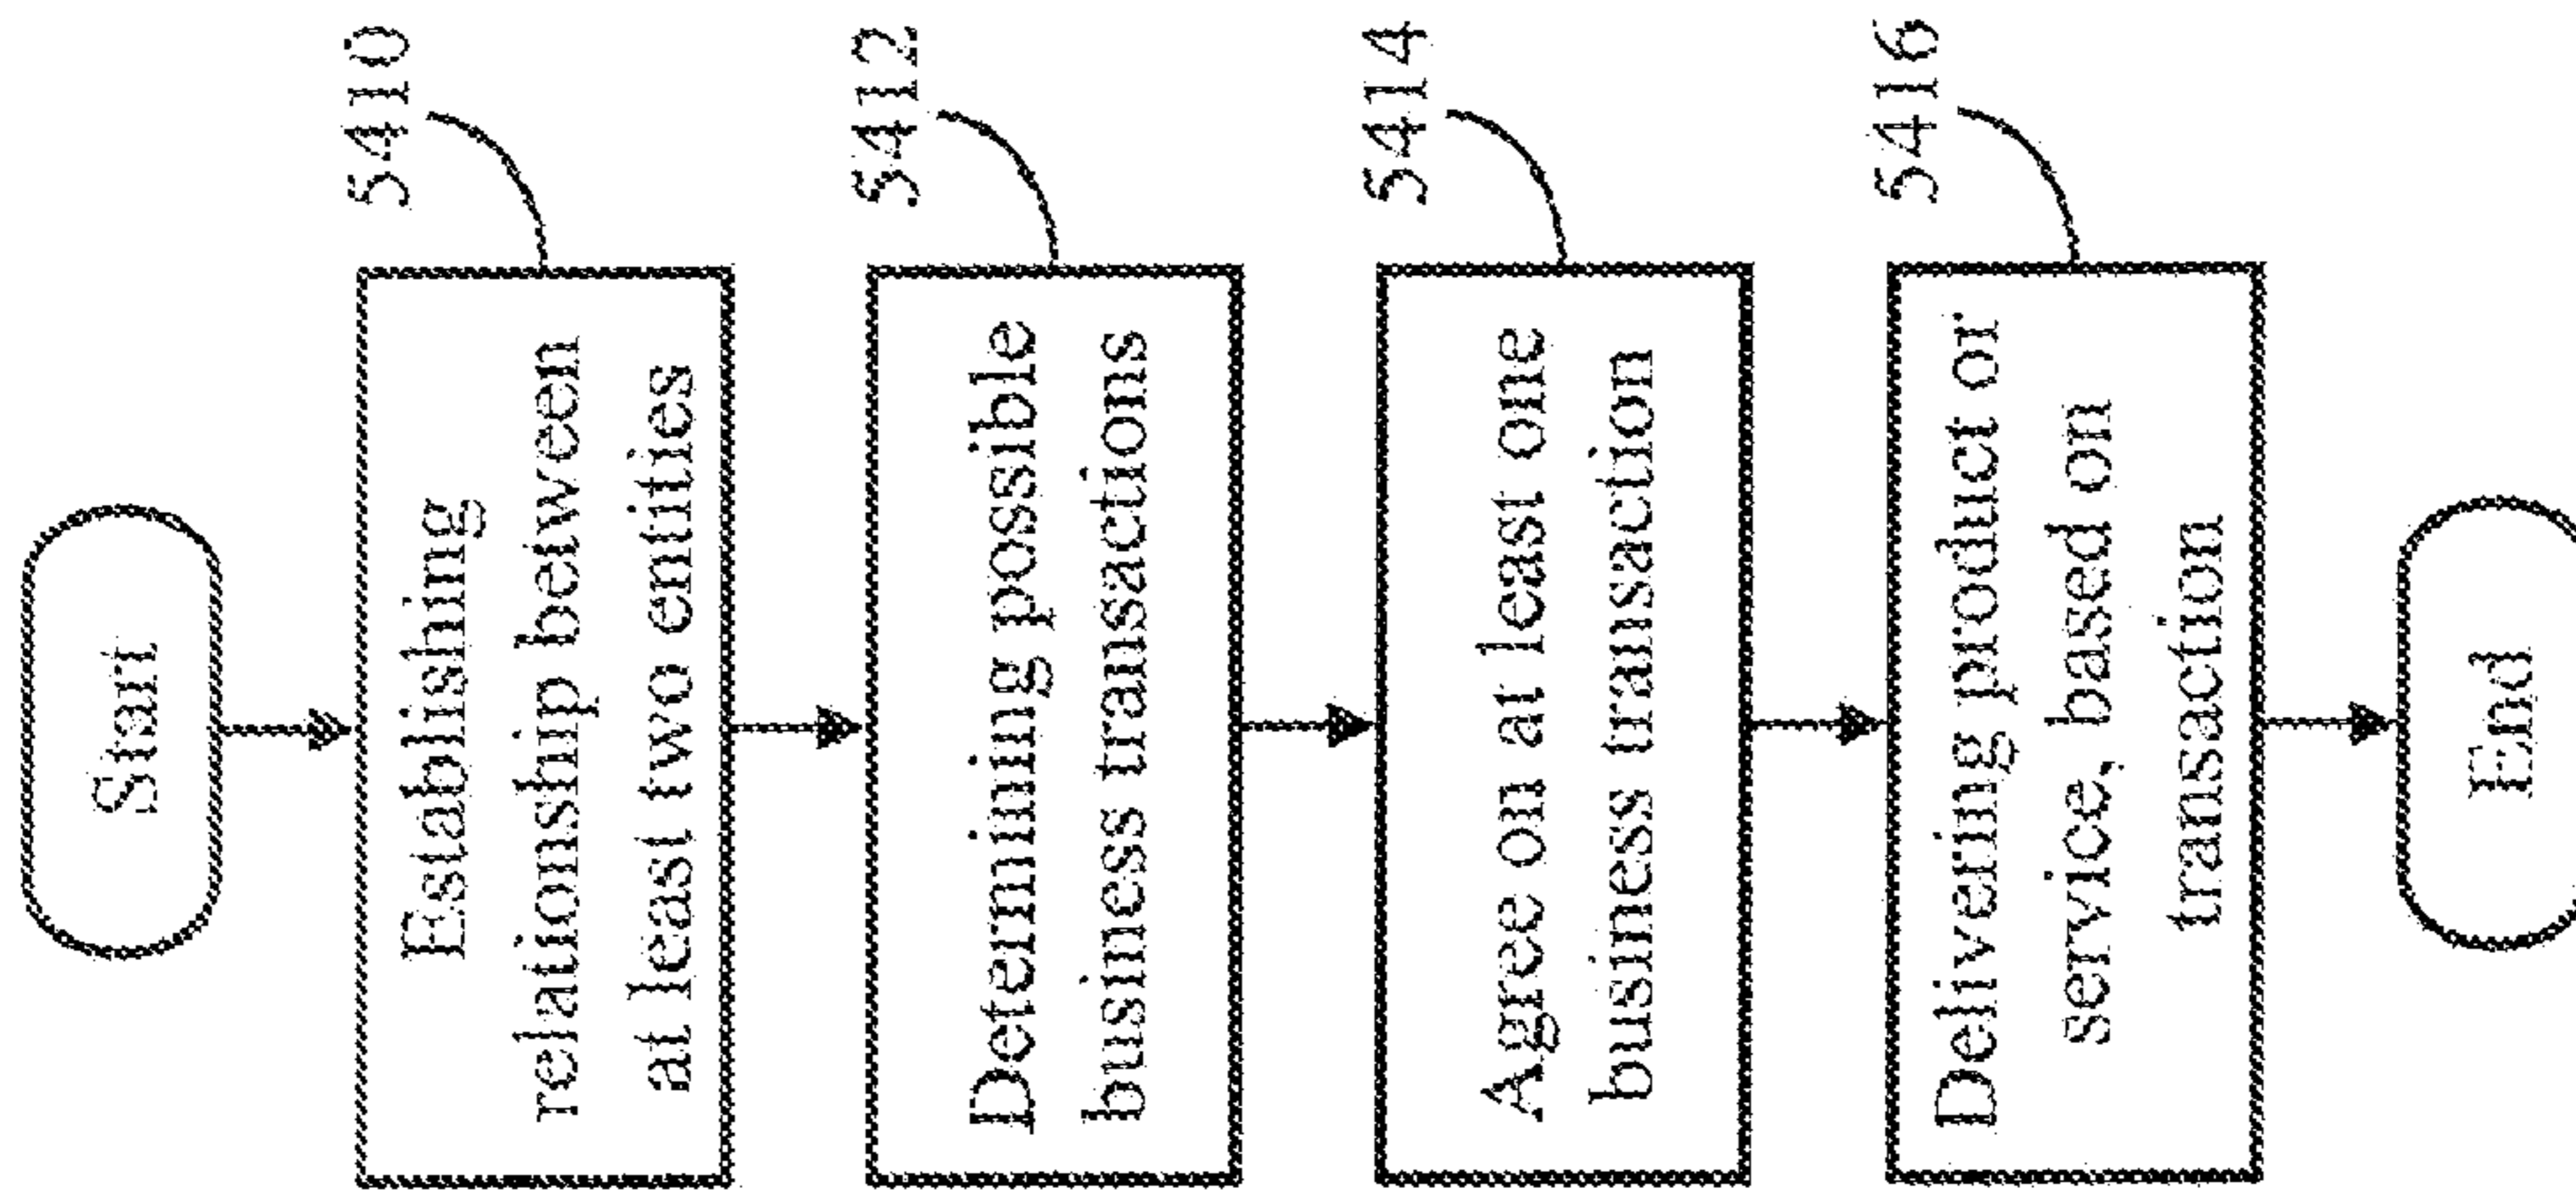 Start
5410
Establishing
relationship between
at least two entities
5412
Determining possible
business transactions
5414
Agree on at least one
business transaction
5416
Delivering product or
service, based on
transaction
End